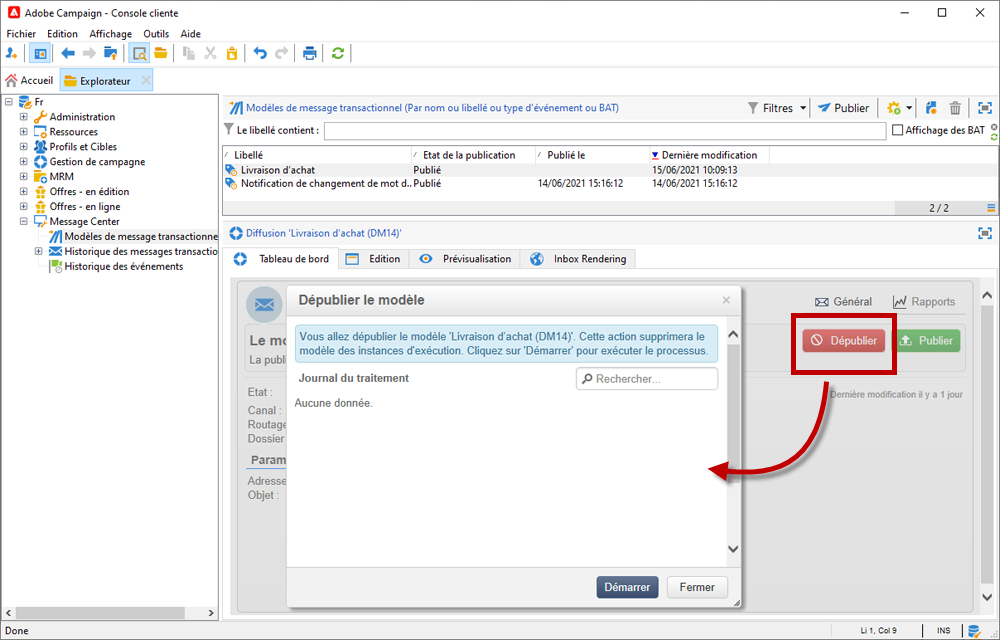 Adobe Campaign - Console cliente
Fichier Edition Affichage Outils Aide
Accueil Explorateur
Fr
Administration
Ressources
Profils et Cibles
Gestion de campagne
MRM
Offres - en édition
Offres - en ligne
Message Center
Modèles de message transactionne
Historique des messages transactio
Historique des événements
Modèles de message transactionnel (Par nom ou libellé ou type d'événement ou BAT) Filtres Publier
Le libellé contient : Affichage des BAT
Libellé Etat de la publication Publié le Dernière modification
Livraison d'achat Publié 15/06/2021 10:09:13
Notification de changement de mot d.. Publié 14/06/2021 15:16:12 14/06/2021 15:16:12
2 / 2
Diffusion 'Livraison d'achat (DM14)'
Tableau de bord Edition Prévisualisation Inbox Rendering
Général Rapports
Le mo
La publi
Dépublier Publier
Dernière modification il y a 1 jour
Etat :
Canal :
Routage
Dossier
Param
Adresse
Objet :
Dépublier le modèle
Vous allez dépublier le modèle 'Livraison d'achat (DM14)'. Cette action supprimera le
modèle des instances d'exécution. Cliquez sur 'Démarrer' pour exécuter le processus.
Journal du traitement Rechercher...
Aucune donnée.
Démarrer Fermer
Done Li 1, Col 9 INS